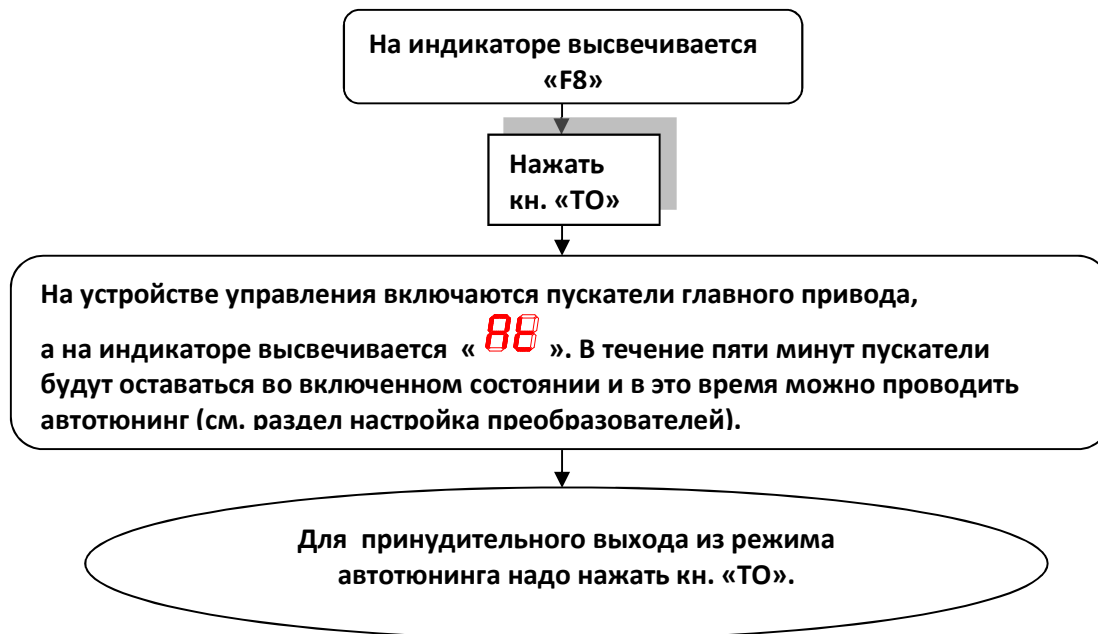 На индикаторе высвечивается
«F8»
Нажать
кн. «ТО»
На устройстве управления включаются пускатели главного привода,
а на индикаторе высвечивается « At ». В течение пяти минут пускатели
будут оставаться во включенном состоянии и в это время можно проводить
автотюнинг (см. раздел настройка преобразователей).
Для принудительного выхода из режима
автотюнинга надо нажать кн. «ТО».